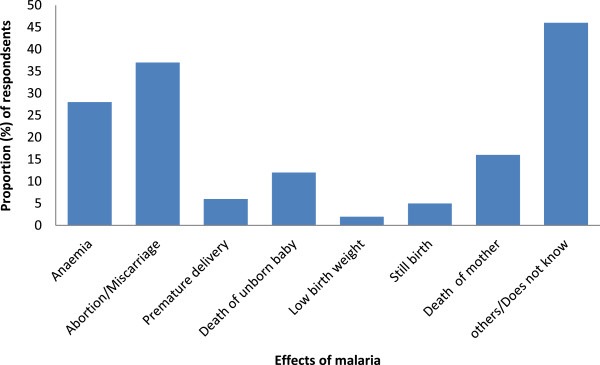 Proportion (%) of respondsents
50
45
40
35
30
25
20
15
10
5
0
Anaemia
Abortion/Miscarriage
Premature delivery
Death of unborn baby
Low birth weight
Still birth
Death of mother
others/Does not know
Effects of malaria